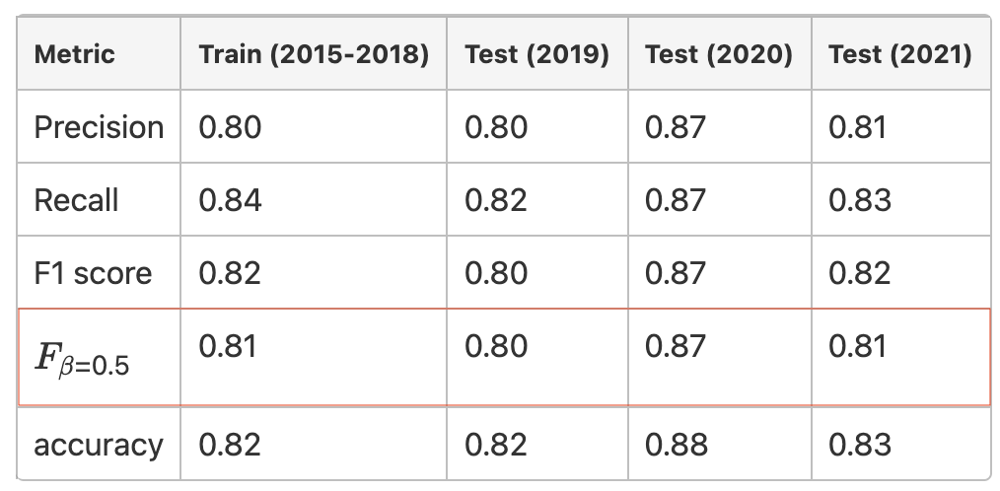 Metric Train (2015-2018) Test (2019) Test (2020) Test (2021)
Precision 0.80 0.80 0.87 0.81
Recall 0.84 0.82 0.87 0.83
F1 score 0.82 0.80 0.87 0.82
Fβ=0.5 0.81 0.80 0.87 0.81
accuracy 0.82 0.82 0.88 0.83